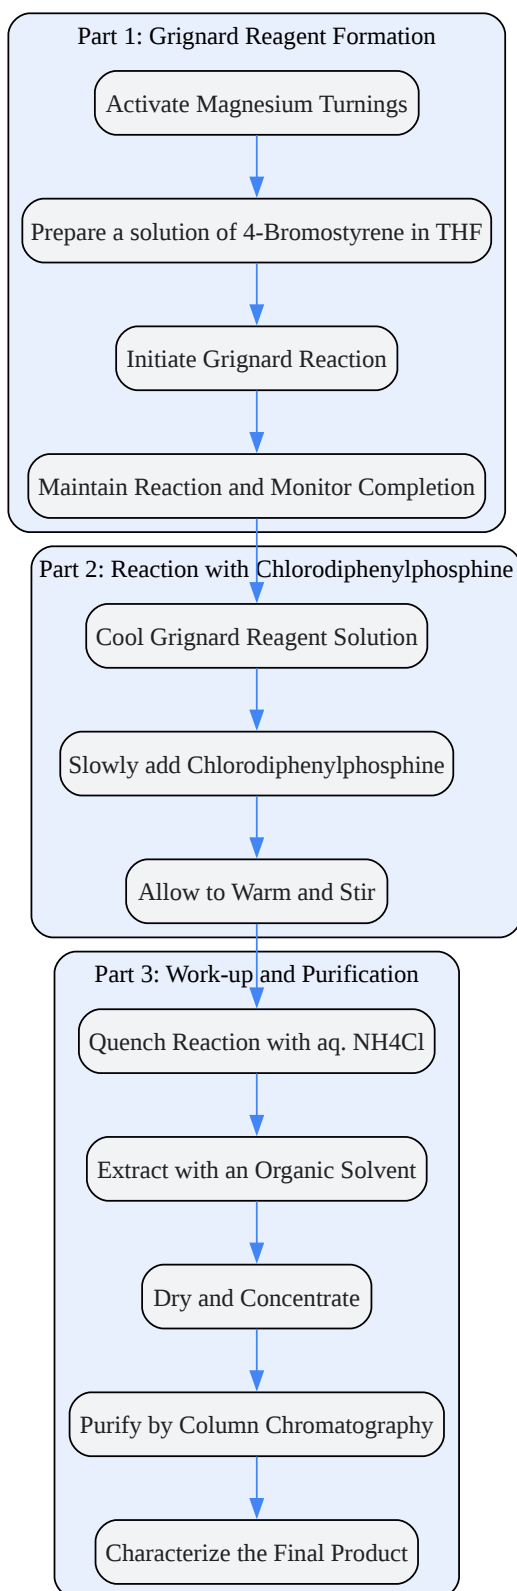 Part 1: Grignard Reagent Formation
Activate Magnesium Turnings
Prepare a solution of 4-Bromostyrene in THF
Initiate Grignard Reaction
Maintain Reaction and Monitor Completion
Part 2: Reaction with Chlorodiphenylphosphine
Cool Grignard Reagent Solution
Slowly add Chlorodiphenylphosphine
Allow to Warm and Stir
Part 3: Work-up and Purification
Quench Reaction with aq. NH4Cl
Extract with an Organic Solvent
Dry and Concentrate
Purify by Column Chromatography
Characterize the Final Product